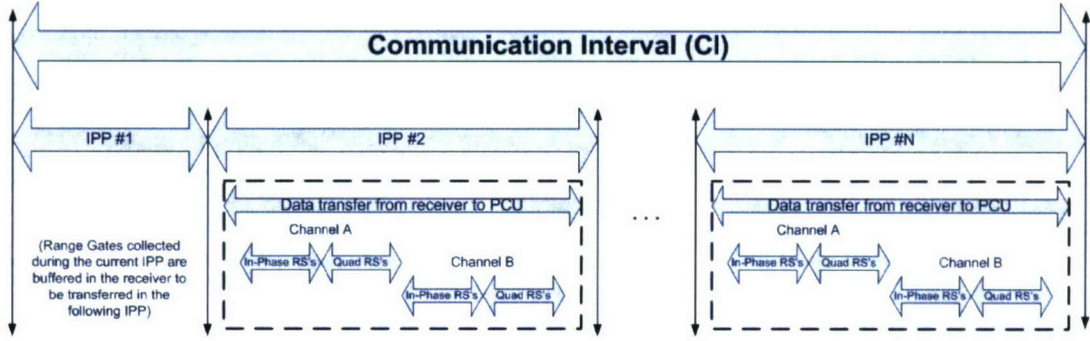 Communication Interval (CI)
IPP #1
IPP #2
IPP #N
Data transfer from receiver to PCU
Channel A
In-Phase RS's
Quad RS's
Channel B
In-Phase RS's
Quad RS's
(Range Gates collected
during the current IPP are
buffered in the receiver to
be transferred in the
following IPP)
. . .
Data transfer from receiver to PCU
Channel A
In-Phase RS's
Quad RS's
Channel B
In-Phase RS's
Quad RS's